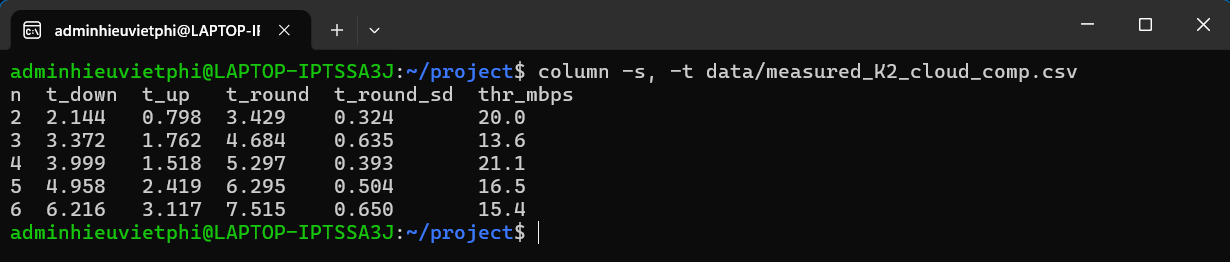 adminhieuvietphi@LAPTOP-IF
adminhieuvietphi@LAPTOP-IPTSSA3J:~/project$ column -s, -t data/measured_K2_cloud_comp.csv
n  t_down  t_up   t_round  t_round_sd  thr_mbps
2  2.144   0.798  3.429    0.324       20.0
3  3.372   1.762  4.684    0.635       13.6
4  3.999   1.518  5.297    0.393       21.1
5  4.958   2.419  6.295    0.504       16.5
6  6.216   3.117  7.515    0.650       15.4
adminhieuvietphi@LAPTOP-IPTSSA3J:~/project$